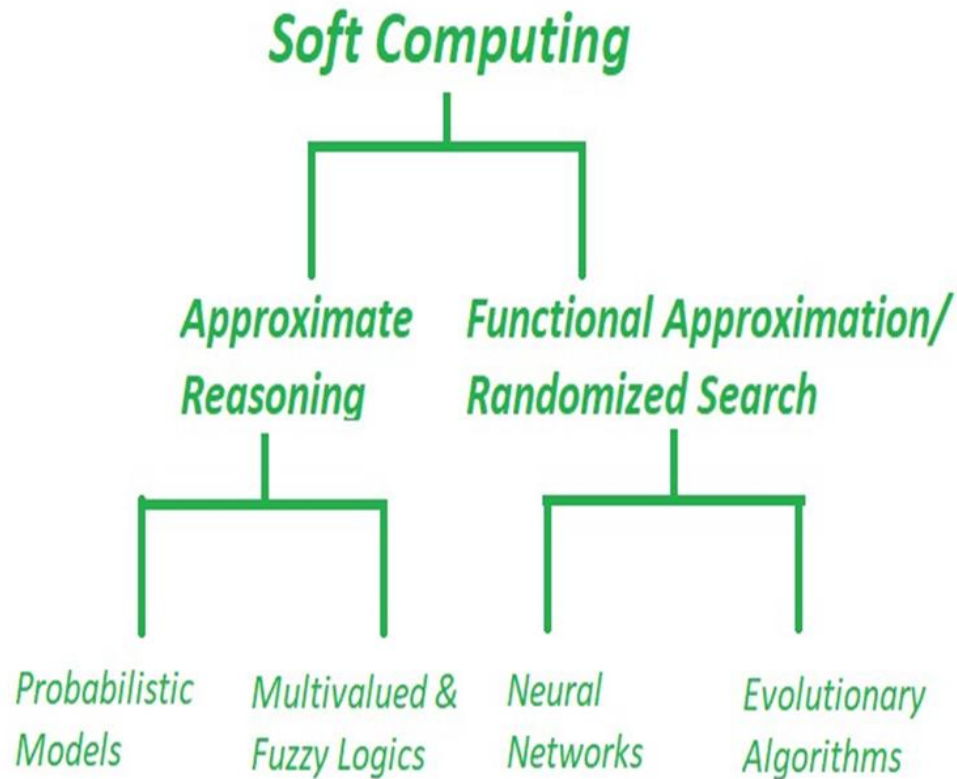 Soft Computing
Approximate
Reasoning
Functional Approximation/
Randomized Search
Probabilistic
Models
Multivalued &
Fuzzy Logics
Neural
Networks
Evolutionary
Algorithms